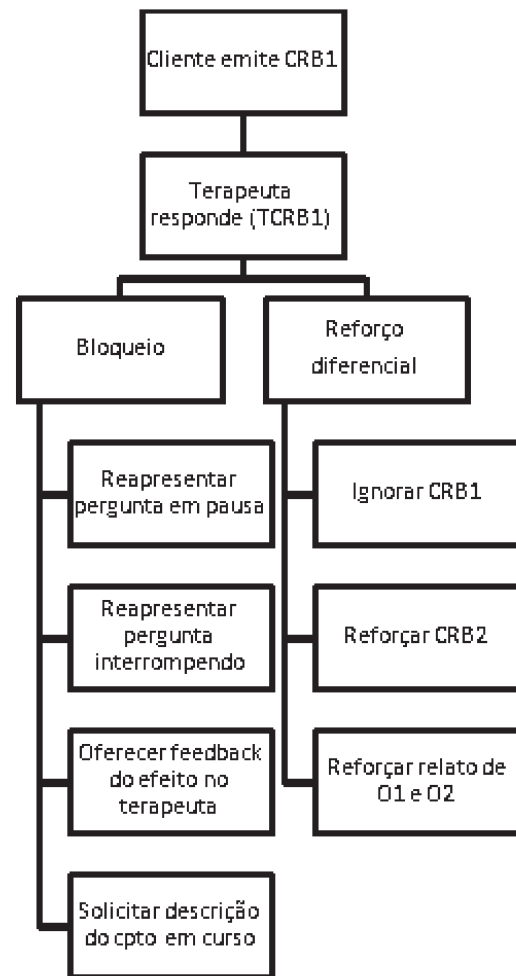 Cliente emite CRB1
Terapeuta
responde (TCRB1)
Bloqueio
Reforço
diferencial
Reapresentar
pergunta em pausa
Reapresentar
pergunta
interrompendo
Oferecer feedback
do efeito no
terapeuta
Solicitar descrição
do cpto em curso
Ignorar CRB1
Reforçar CRB2
Reforçar relato de
O1 e O2